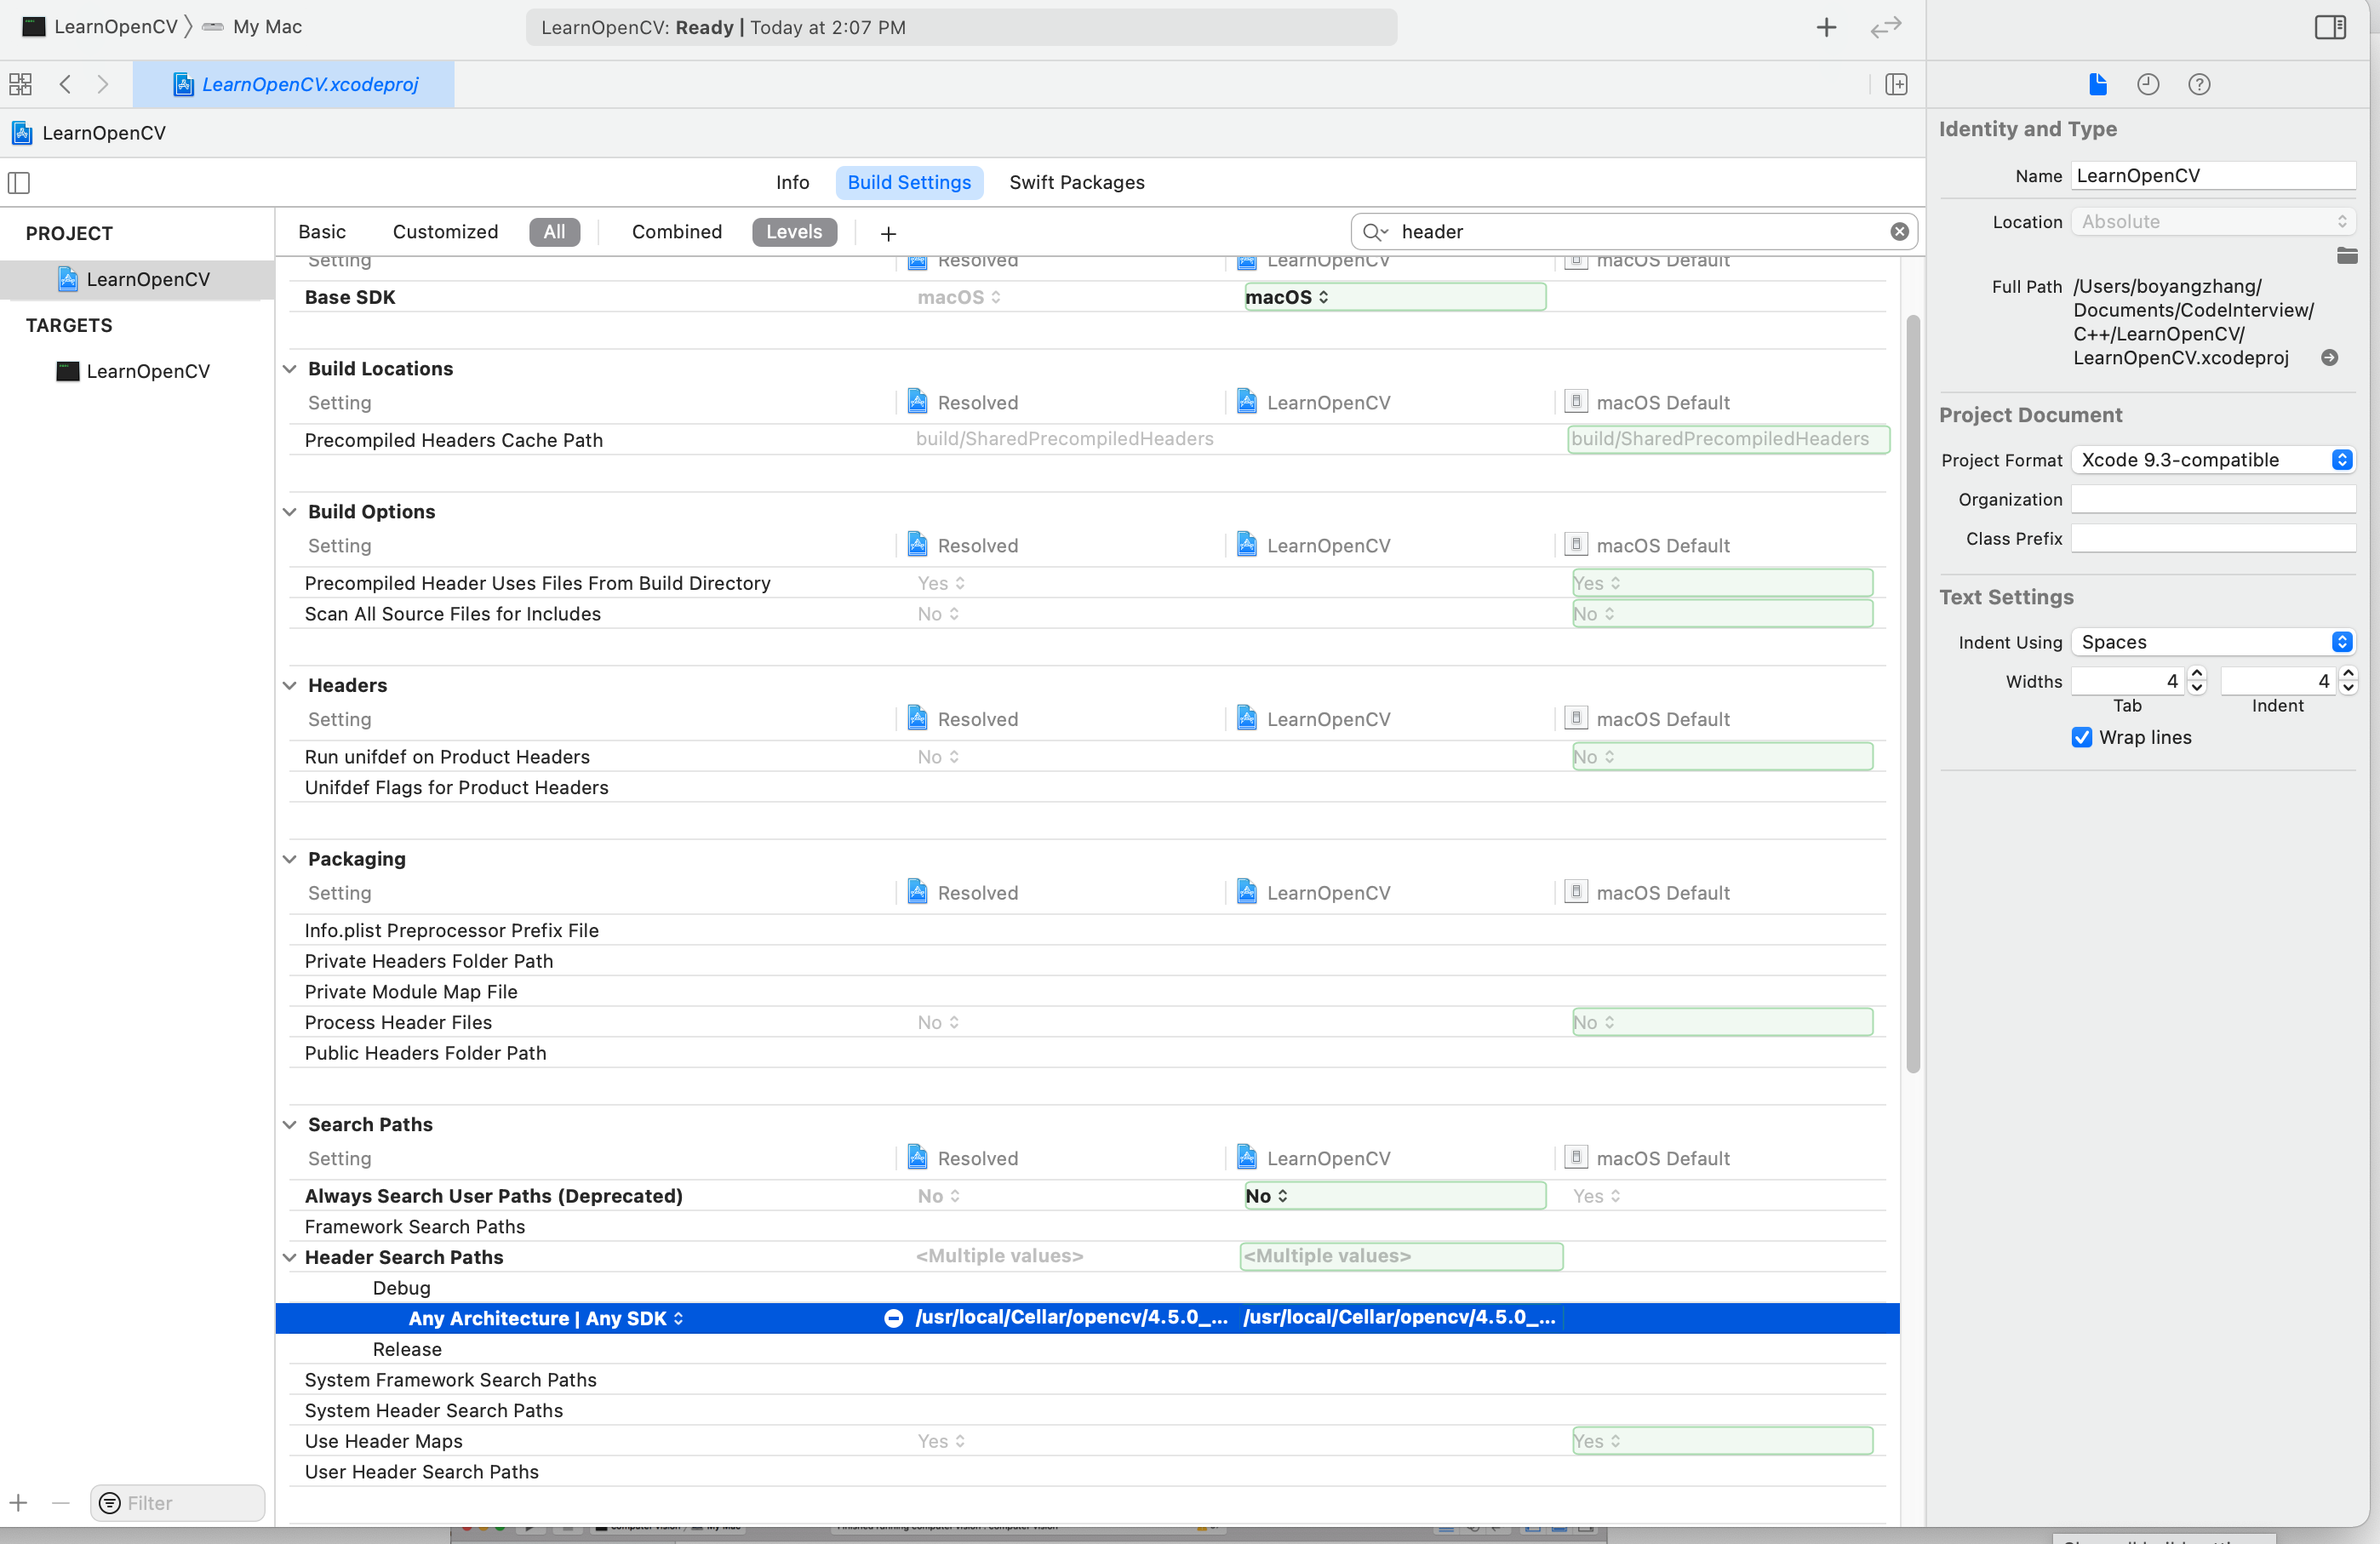 LearnOpenCV 〉 My Mac
LearnOpenCV: Ready | Today at 2:07 PM
LearnOpenCV.xcodeproj
LearnOpenCV
Info Build Settings Swift Packages
PROJECT
LearnOpenCV
TARGETS
LearnOpenCV
Filter
Basic Customized All Combined Levels header
Setting Resolved LearnOpenCV macOS Default
Base SDK macOS macOS
Build Locations
Setting Resolved LearnOpenCV macOS Default
Precompiled Headers Cache Path build/SharedPrecompiledHeaders build/SharedPrecompiledHeaders
Build Options
Setting Resolved LearnOpenCV macOS Default
Precompiled Header Uses Files From Build Directory Yes Yes
Scan All Source Files for Includes No No
Headers
Setting Resolved LearnOpenCV macOS Default
Run unifdef on Product Headers No No
Unifdef Flags for Product Headers
Packaging
Setting Resolved LearnOpenCV macOS Default
Info.plist Preprocessor Prefix File
Private Headers Folder Path
Private Module Map File
Process Header Files No No
Public Headers Folder Path
Search Paths
Setting Resolved LearnOpenCV macOS Default
Always Search User Paths (Deprecated) No No Yes
Framework Search Paths
Header Search Paths <Multiple values> <Multiple values>
Debug
Any Architecture | Any SDK /usr/local/Cellar/opencv/4.5.0_... /usr/local/Cellar/opencv/4.5.0_...
Release
System Framework Search Paths
System Header Search Paths
Use Header Maps Yes Yes
User Header Search Paths
Identity and Type
Name LearnOpenCV
Location Absolute
Full Path /Users/boyangzhang/
Documents/CodeInterview/
C++/LearnOpenCV/
LearnOpenCV.xcodeproj
Project Document
Project Format Xcode 9.3-compatible
Organization
Class Prefix
Text Settings
Indent Using Spaces
Widths 4 4
Tab Indent
Wrap lines